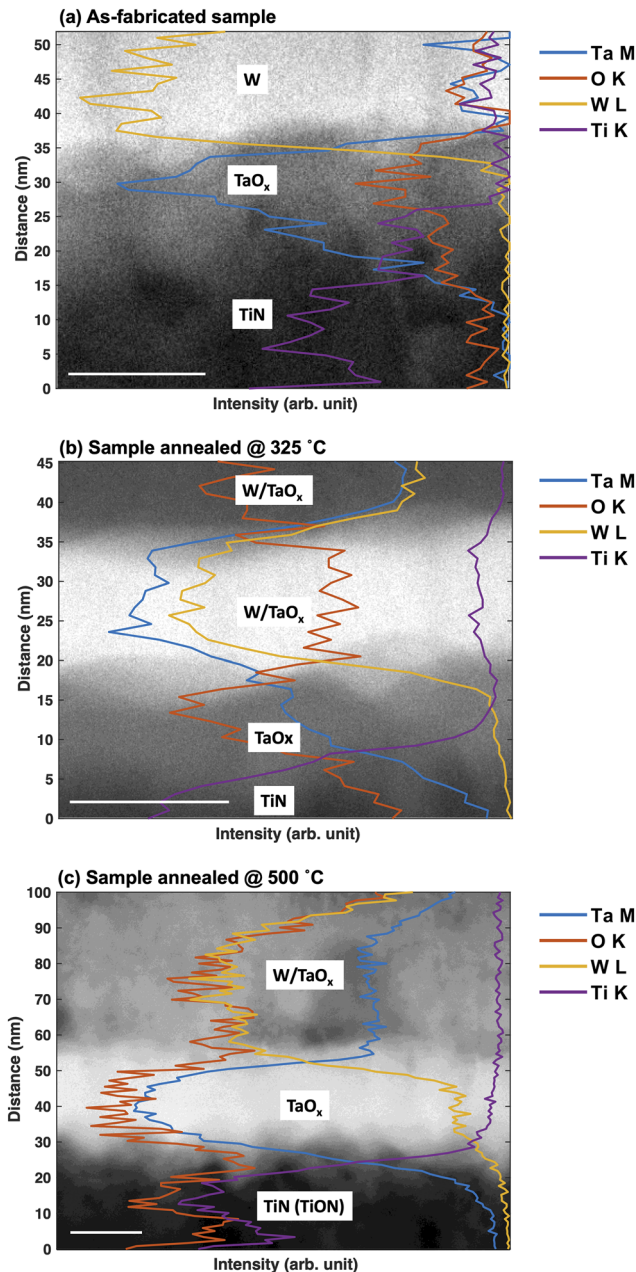 (a) As-fabricated sample
50
45
40
35
30
25
20
15
10
5
0
Distance (nm)
W
TaOₓ
TiN
Intensity (arb. unit)
Ta M
O K
W L
Ti K
(b) Sample annealed @ 325 ˚C
45
40
35
30
25
20
15
10
5
0
Distance (nm)
W/TaOₓ
W/TaOₓ
TaOx
TiN
Intensity (arb. unit)
Ta M
O K
W L
Ti K
(c) Sample annealed @ 500 ˚C
100
90
80
70
60
50
40
30
20
10
0
Distance (nm)
W/TaOₓ
TaOₓ
TiN (TiON)
Intensity (arb. unit)
Ta M
O K
W L
Ti K